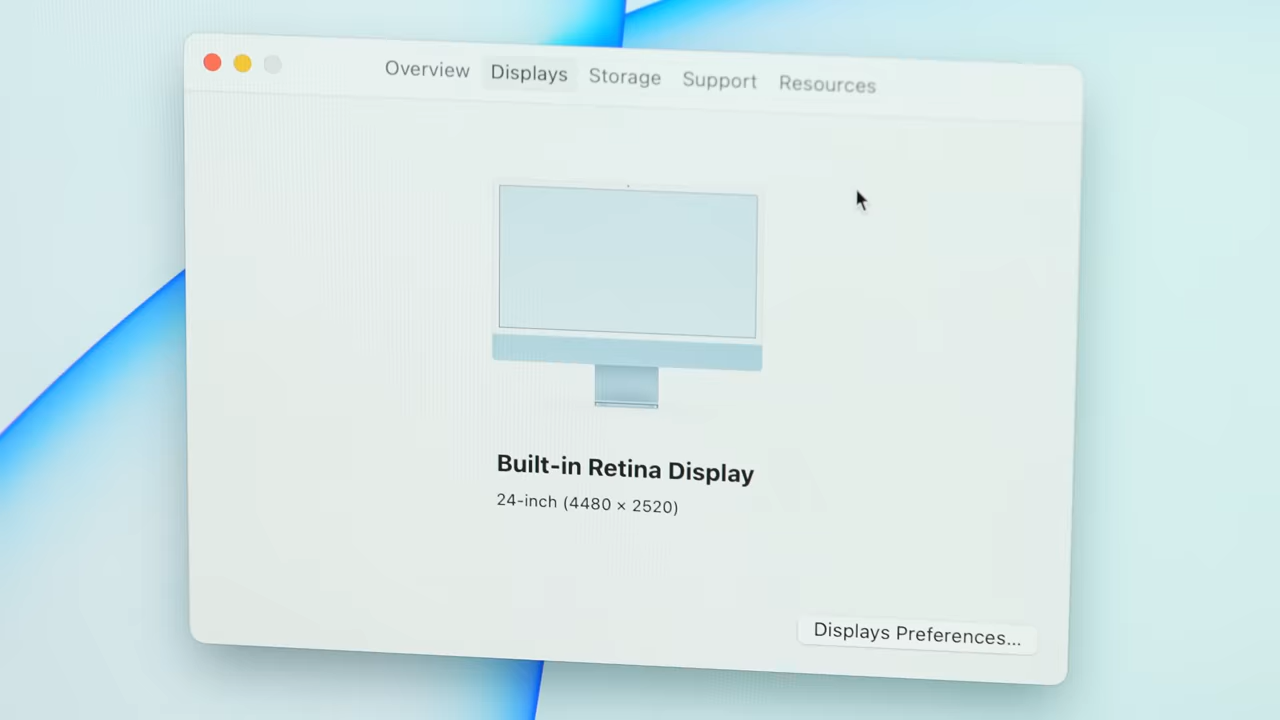 Overview Displays Storage Support Resources
Built-in Retina Display
24-inch (4480 × 2520)
Displays Preferences...